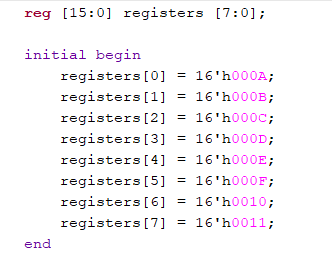 reg [15:0] registers [7:0];
initial begin
registers[0] = 16'h000A;
registers[1] = 16'h000B;
registers[2] = 16'h000C;
registers[3] = 16'h000D;
registers[4] = 16'h000E;
registers[5] = 16'h000F;
registers[6] = 16'h0010;
registers[7] = 16'h0011;
end